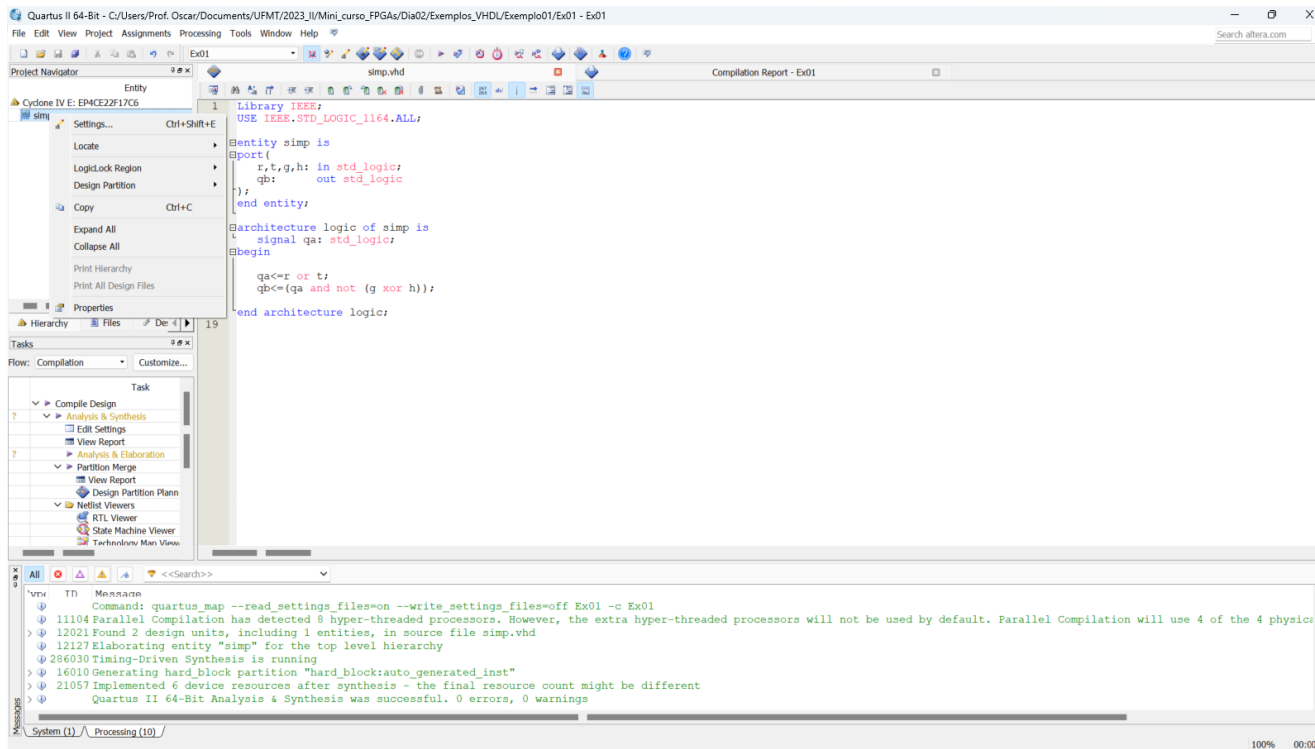 Quartus II 64-Bit - C:/Users/Prof. Oscar/Documents/UFMT/2023_II/Mini_curso_FPGAs/Dia02/Exemplos_VHDL/Exemplo01/Ex01 - Ex01
File Edit View Project Assignments Processing Tools Window Help
Search altera.com
Ex01
Project Navigator
simp.vhd
Compilation Report - Ex01
Entity
Cyclone IV E: EP4CE22F17C6
simp
Settings... Ctrl+Shift+E
Locate
LogicLock Region
Design Partition
Copy Ctrl+C
Expand All
Collapse All
Print Hierarchy
Print All Design Files
Properties
Hierarchy Files De:
1 Library IEEE;
USE IEEE.STD_LOGIC_1164.ALL;
entity simp is
port(
r,t,g,h: in std_logic;
qb: out std_logic
);
end entity;
architecture logic of simp is
signal qa: std_logic;
begin
qa<=r or t;
qb<=(qa and not (g xor h));
end architecture logic;
19
Tasks
Flow: Compilation Customize...
Task
Compile Design
? Analysis & Synthesis
Edit Settings
View Report
? Analysis & Elaboration
Partition Merge
View Report
Design Partition Plann
Netlist Viewers
RTL Viewer
State Machine Viewer
Technology Map View
All <<Search>>
Type ID Message
Command: quartus_map --read_settings_files=on --write_settings_files=off Ex01 -c Ex01
11104 Parallel Compilation has detected 8 hyper-threaded processors. However, the extra hyper-threaded processors will not be used by default. Parallel Compilation will use 4 of the 4 physica
12021 Found 2 design units, including 1 entities, in source file simp.vhd
12127 Elaborating entity "simp" for the top level hierarchy
286030 Timing-Driven Synthesis is running
16010 Generating hard_block partition "hard_block:auto_generated_inst"
21057 Implemented 6 device resources after synthesis - the final resource count might be different
Quartus II 64-Bit Analysis & Synthesis was successful. 0 errors, 0 warnings
Messages
System (1) Processing (10)
100% 00:00